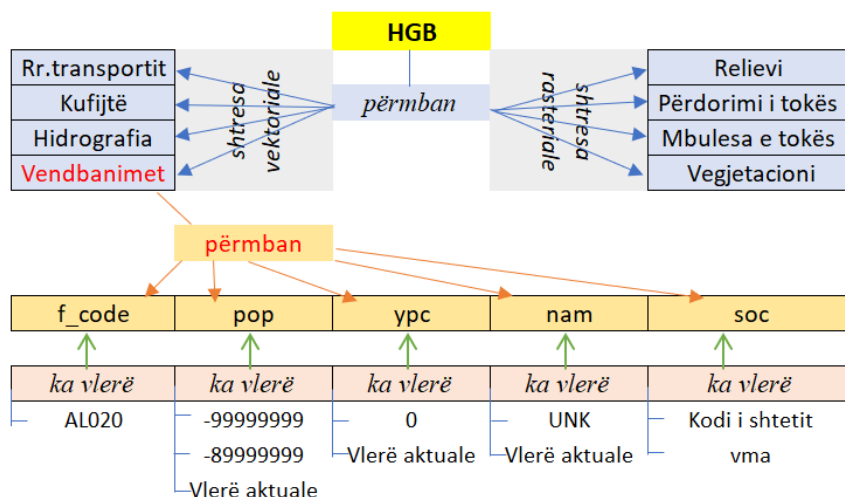 HGB
Rr.transportit
Kufijtë
Hidrografia
Vendbanimet
shtresa
vektoriale
përmban
shtresa
rasteriale
Relievi
Përdorimi i tokës
Mbulesa e tokës
Vegjetacioni
përmban
f_code pop ypc nam soc
ka vlerë ka vlerë ka vlerë ka vlerë ka vlerë
AL020 -99999999 0 UNK Kodi i shtetit
-89999999 Vlerë aktuale Vlerë aktuale vma
Vlerë aktuale